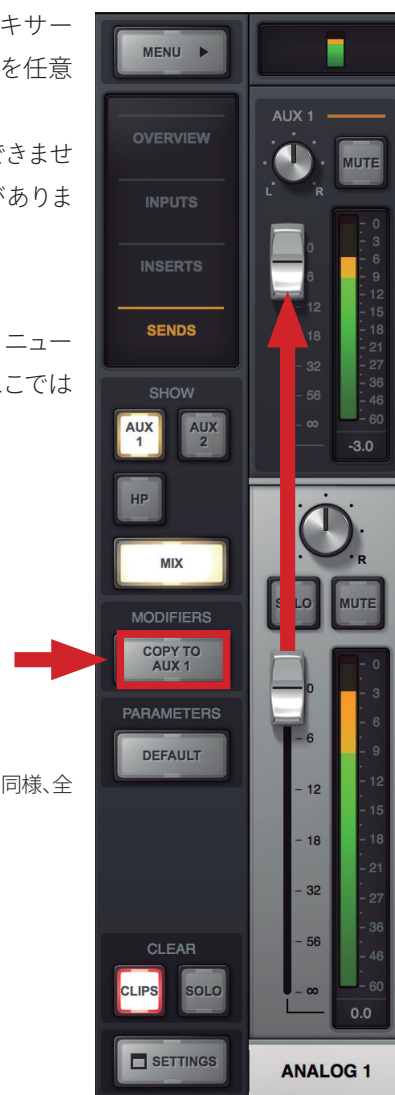 キサー
を任意
できませ
がありま
ニュー
ここでは
同様、全
MENU
OVERVIEW
INPUTS
INSERTS
SENDS
SHOW
AUX 1
AUX 2
HP
MIX
MODIFIERS
COPY TO
AUX 1
PARAMETERS
DEFAULT
CLEAR
CLIPS
SOLO
SETTINGS
AUX 1
L
R
MUTE
0
6
12
18
32
56
∞
0
3
6
9
12
15
18
21
27
36
46
60
-3.0
R
MUTE
0
6
12
18
32
56
∞
0
3
6
9
12
15
18
21
27
36
46
60
0.0
ANALOG 1